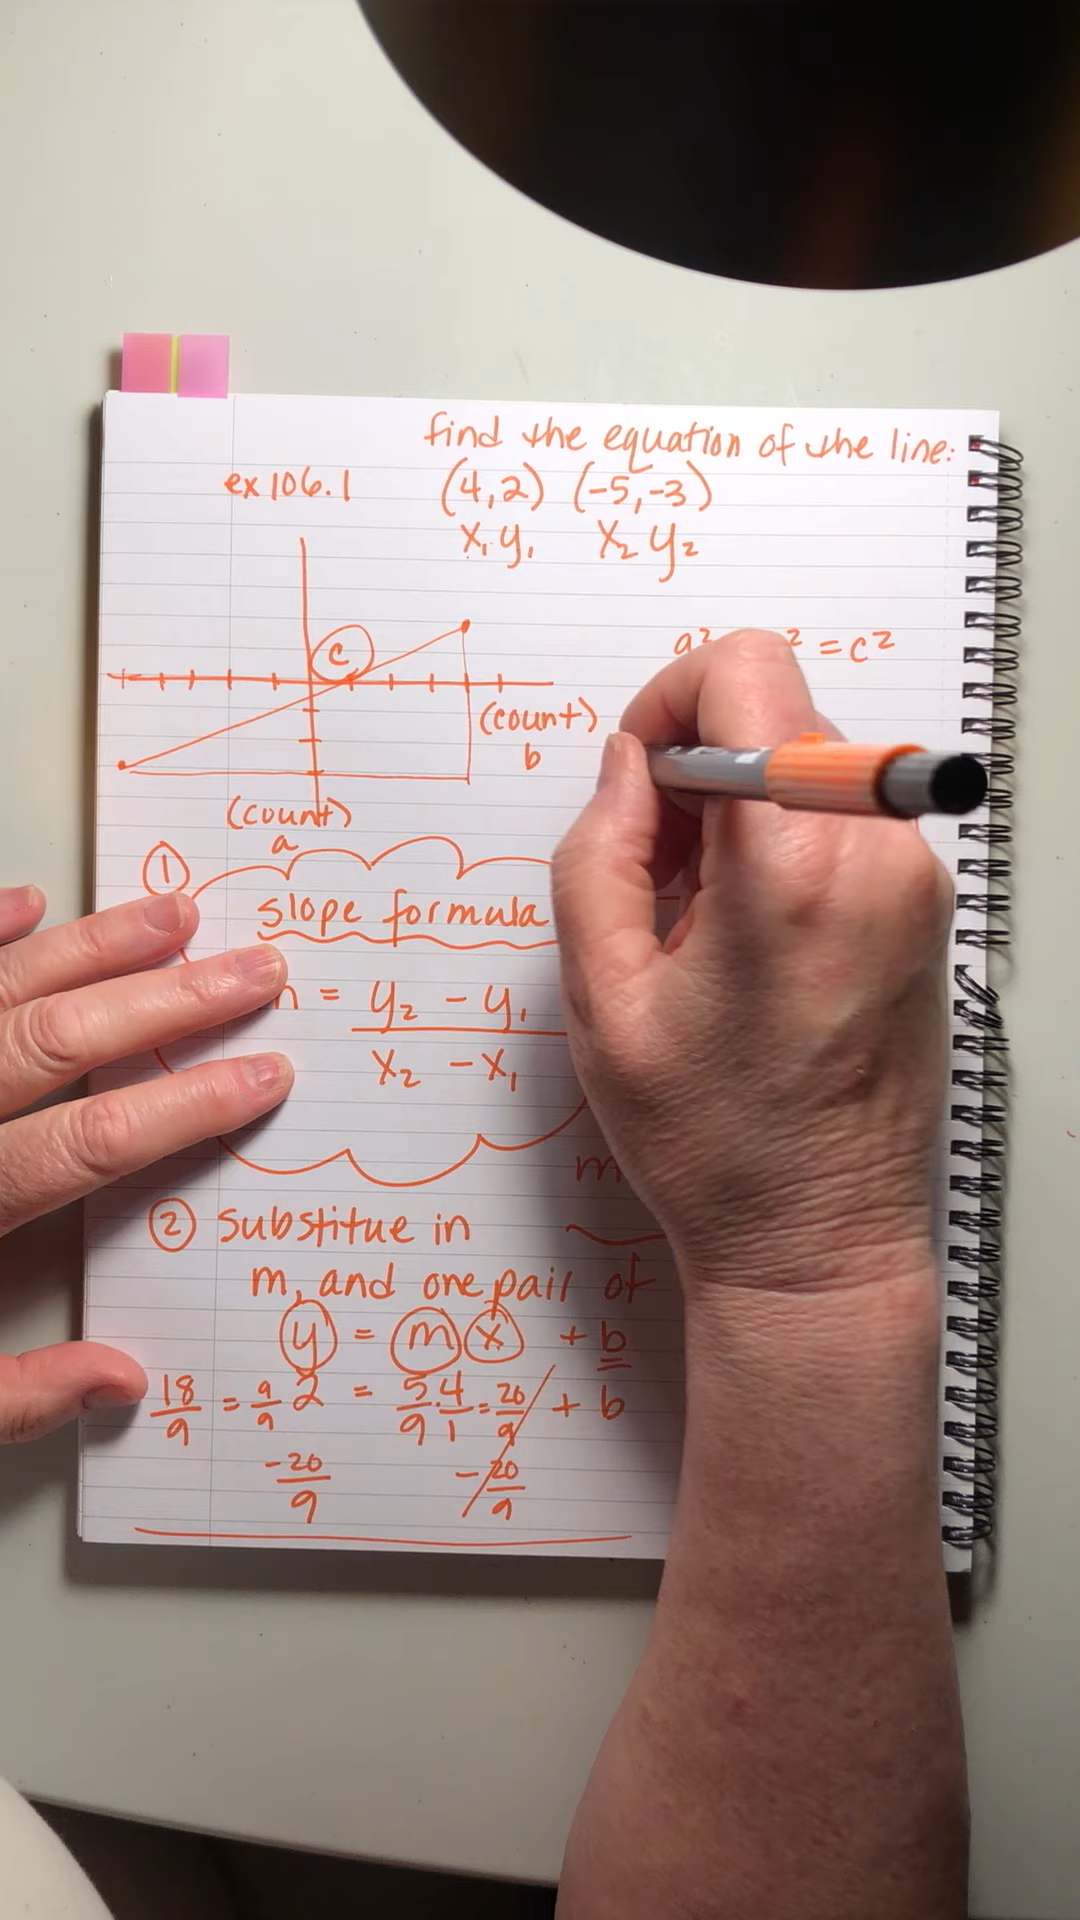 find the equation of the line:
ex 106.1 (4,2) (-5,-3)
x₁ y₁ x₂ y₂
a² ² = c²
c
(count)
b
(count)
a
①
slope formula
= y₂ - y₁
x₂ - x₁
m
② substitue in
m, and one pair of
y = m x + b
18/9 = 9/9 2 = 5/9 · 4/1 = 20/9 + b
-20/9 -20/9